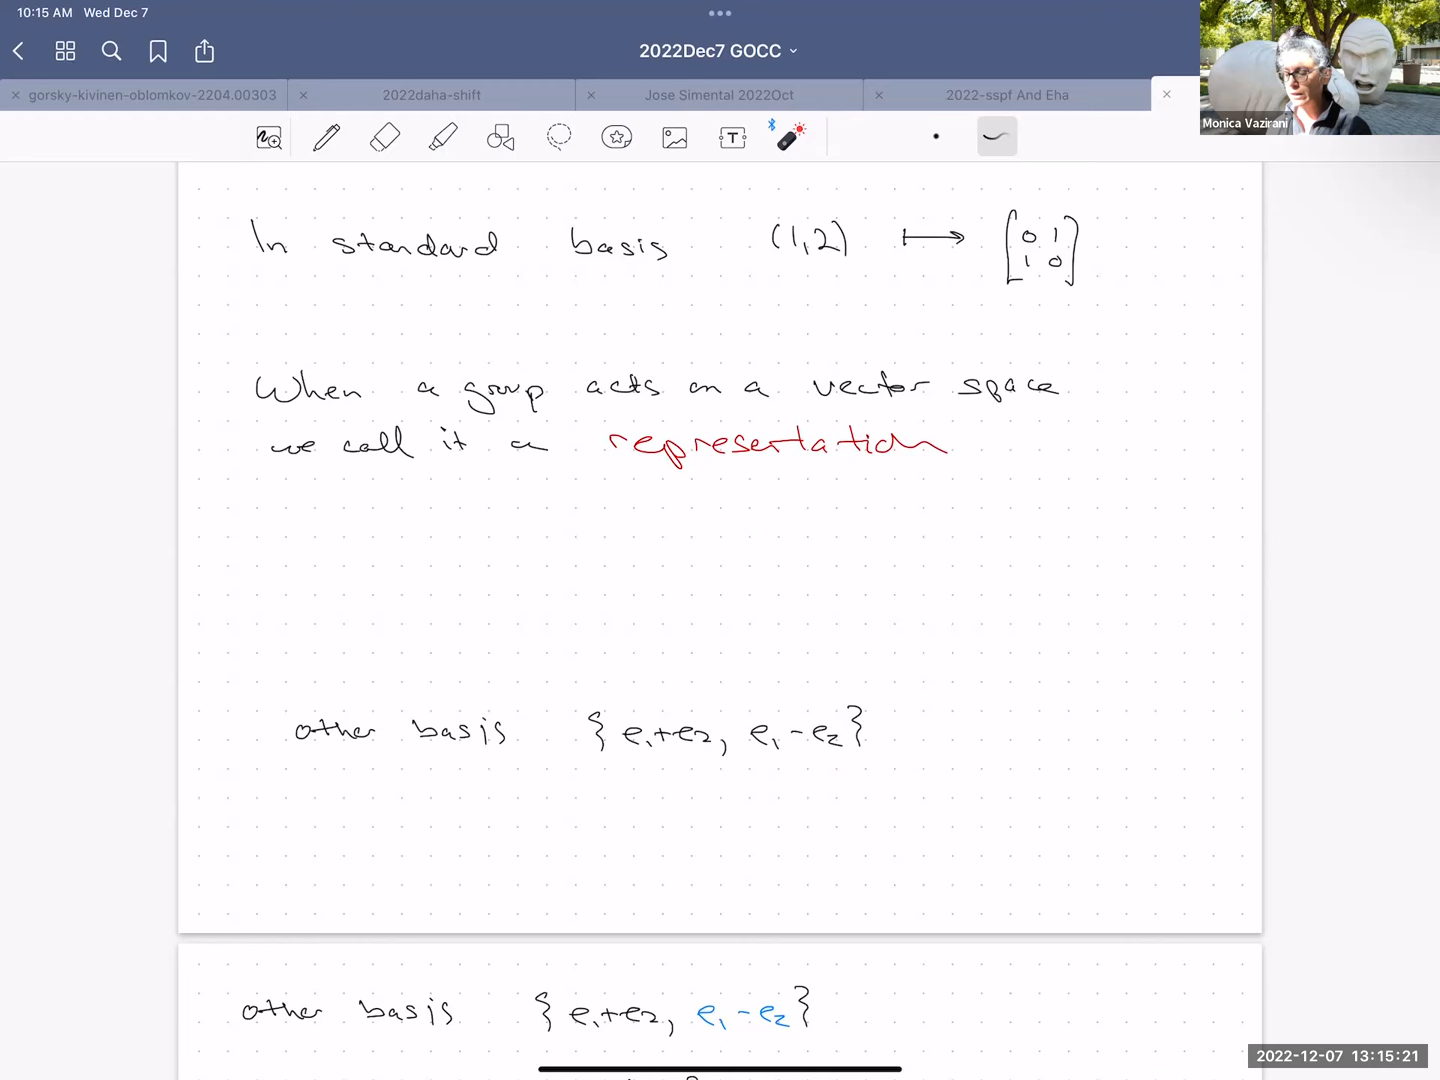 10:15 AM Wed Dec 7
2022Dec7 GOCC
gorsky-kivinen-oblomkov-2204.00303
2022daha-shift
Jose Simental 2022Oct
2022-sspf And Eha
Monica Vazirani
In standard basis (1,2) ⟼ [0 1
1 0]
When a group acts on a vector space
we call it a representation
other basis { e₁+e₂, e₁-e₂}
other basis { e₁+e₂, e₁-e₂}
2022-12-07 13:15:21